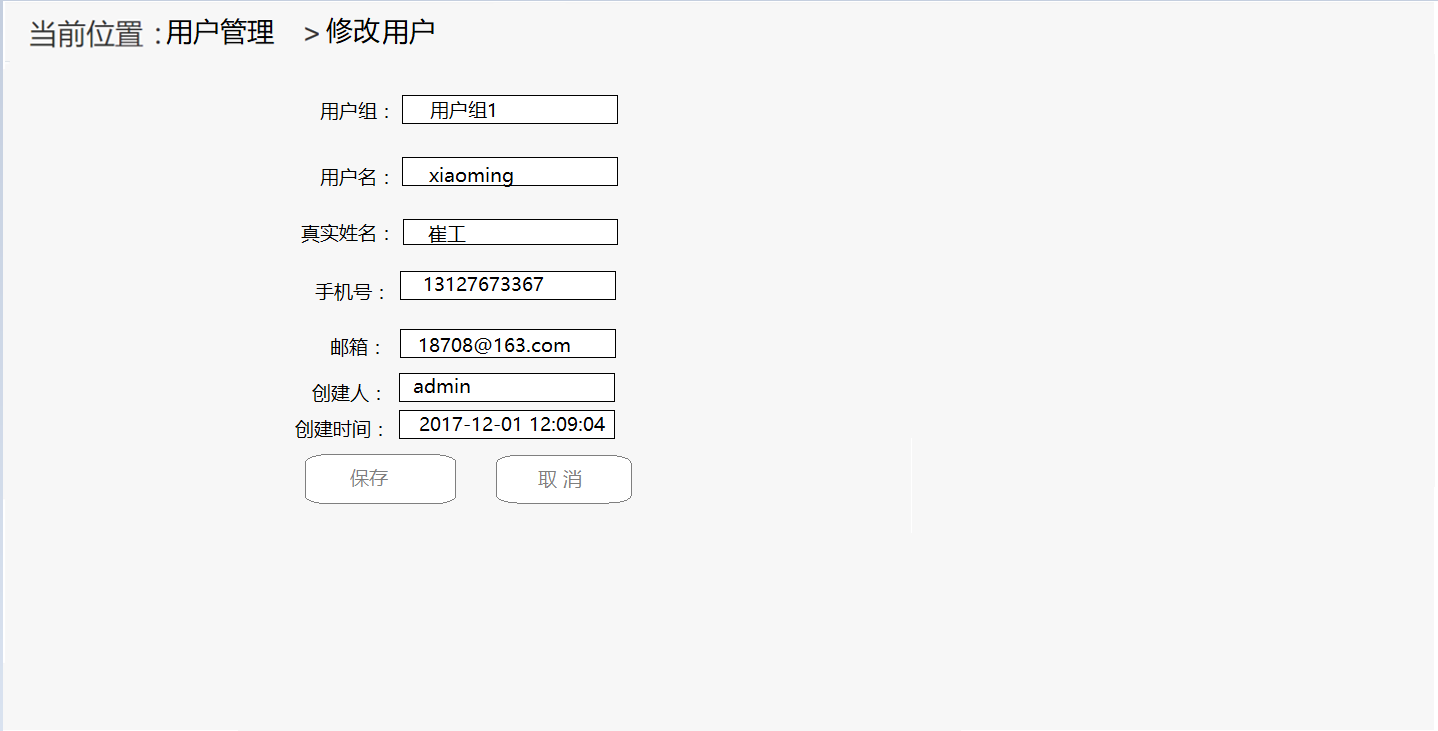 当前位置：用户管理 > 修改用户
用户组： 用户组1
用户名： xiaoming
真实姓名： 崔工
手机号： 13127673367
邮箱： 18708@163.com
创建人： admin
创建时间： 2017-12-01 12:09:04
保存 取 消